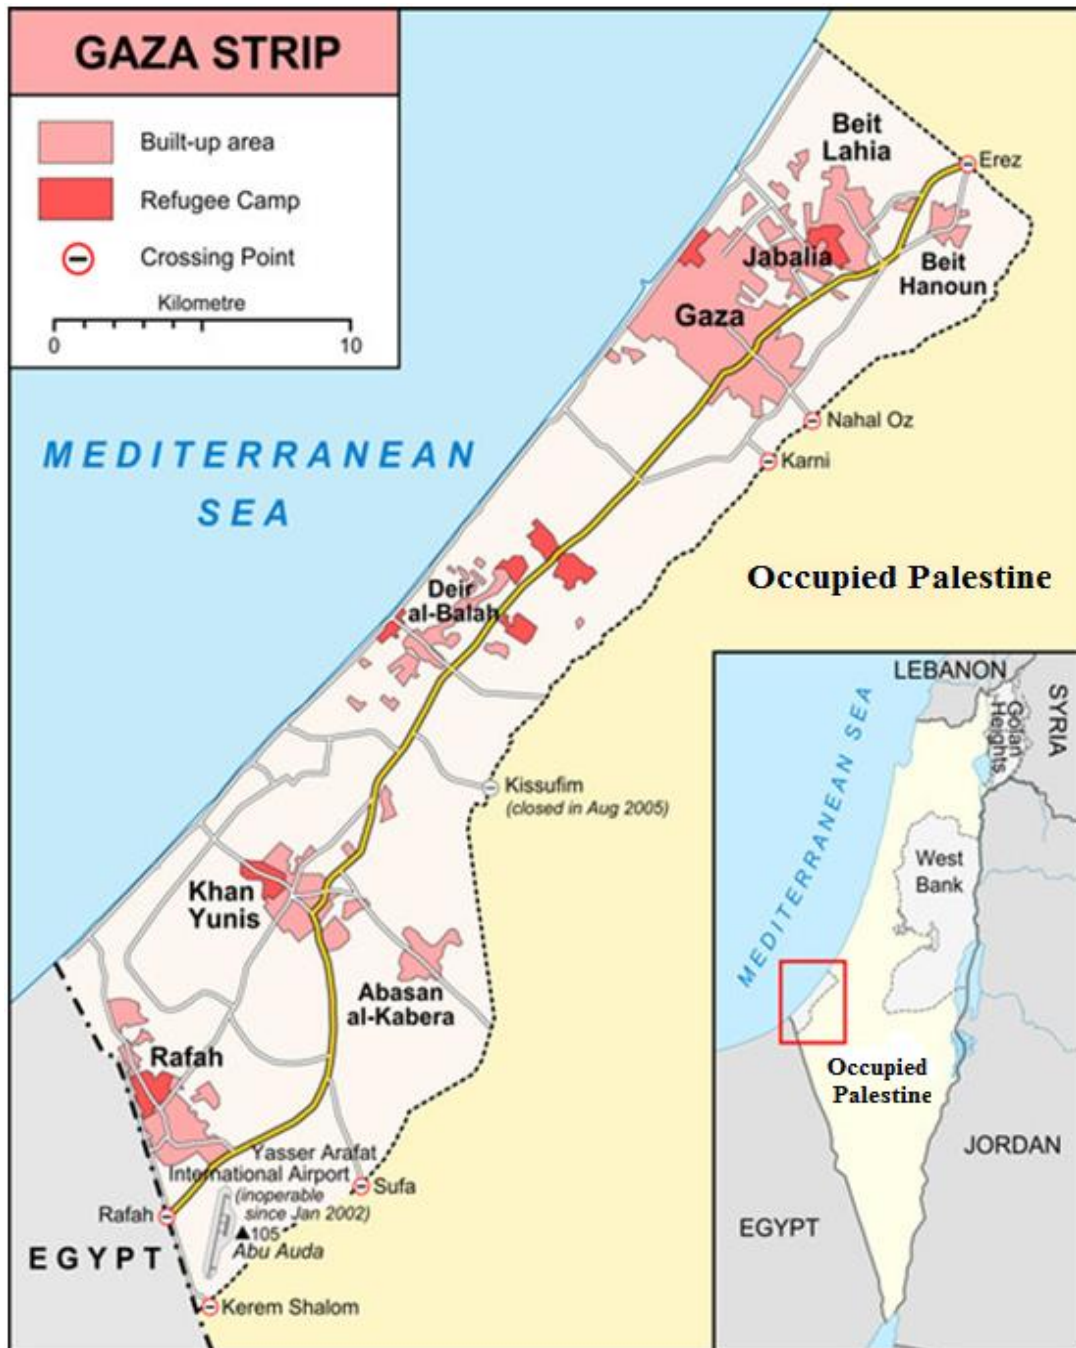 GAZA STRIP
Built-up area
Refugee Camp
Crossing Point
Kilometre
0
10
MEDITERRANEAN
SEA
Beit
Lahia
Erez
Jabalia
Beit
Hanoun
Gaza
Nahal Oz
Karni
Occupied Palestine
Deir
al-Balah
Kissufim
(closed in Aug 2005)
Khan
Yunis
Abasan
al-Kabera
Rafah
Yasser Arafat
International Airport
(inoperable
since Jan 2002)
Sufa
Rafah
105
Abu Auda
EGYPT
Kerem Shalom
LEBANON
SYRIA
Golan
Heights
MEDITERRANEAN SEA
West
Bank
Occupied
Palestine
JORDAN
EGYPT